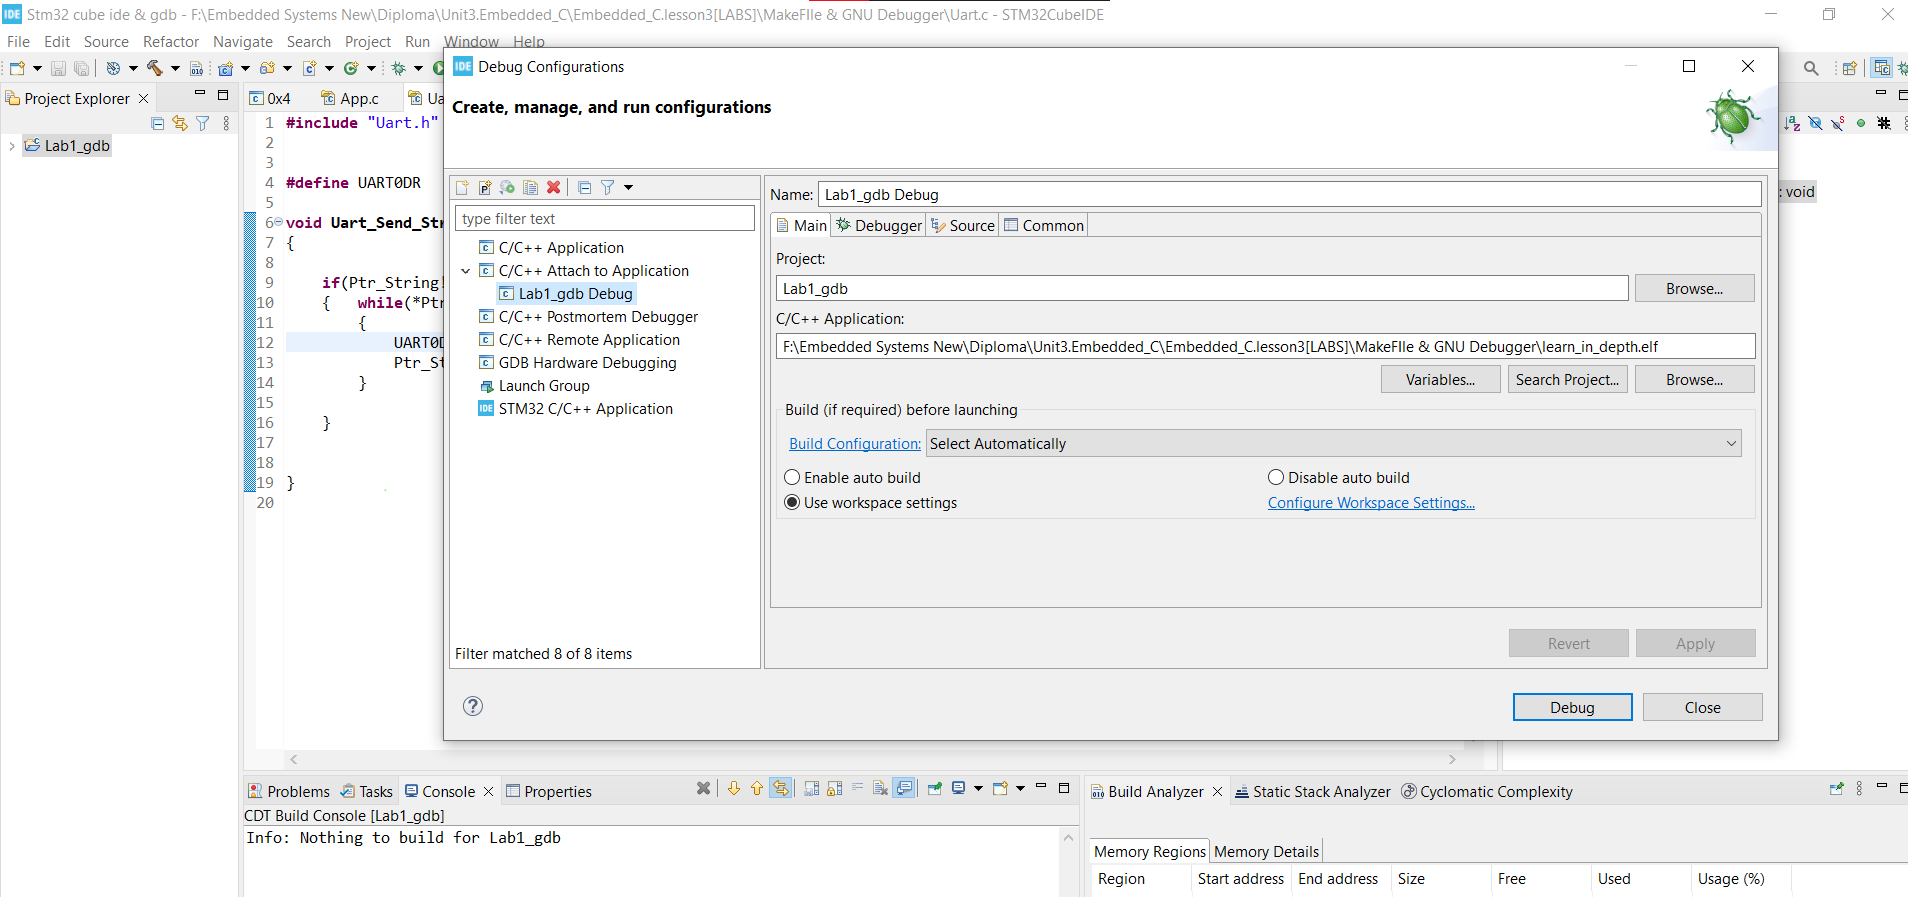 Stm32 cube ide & gdb - F:\Embedded Systems New\Diploma\Unit3.Embedded_C\Embedded_C.lesson3[LABS]\MakeFIle & GNU Debugger\Uart.c - STM32CubeIDE
File Edit Source Refactor Navigate Search Project Run Window Help
Project Explorer
Lab1_gdb
0x4 App.c
1 #include "Uart.h"
2
3
4 #define UART0DR
5
6 void Uart_Send_Str
7 {
8
9 if(Ptr_String!
10 { while(*Ptr
11 {
12 UART0D
13 Ptr_St
14 }
15
16 }
17
18
19 }
20
IDE Debug Configurations
Create, manage, and run configurations
type filter text
C/C++ Application
C/C++ Attach to Application
Lab1_gdb Debug
C/C++ Postmortem Debugger
C/C++ Remote Application
GDB Hardware Debugging
Launch Group
IDE STM32 C/C++ Application
Filter matched 8 of 8 items
Name: Lab1_gdb Debug
Main Debugger Source Common
Project:
Lab1_gdb Browse...
C/C++ Application:
F:\Embedded Systems New\Diploma\Unit3.Embedded_C\Embedded_C.lesson3[LABS]\MakeFIle & GNU Debugger\learn_in_depth.elf
Variables... Search Project... Browse...
Build (if required) before launching
Build Configuration: Select Automatically
Enable auto build Disable auto build
Use workspace settings Configure Workspace Settings...
Revert Apply
Debug Close
: void
Problems Tasks Console Properties
CDT Build Console [Lab1_gdb]
Info: Nothing to build for Lab1_gdb
Build Analyzer Static Stack Analyzer Cyclomatic Complexity
Memory Regions Memory Details
Region Start address End address Size Free Used Usage (%)